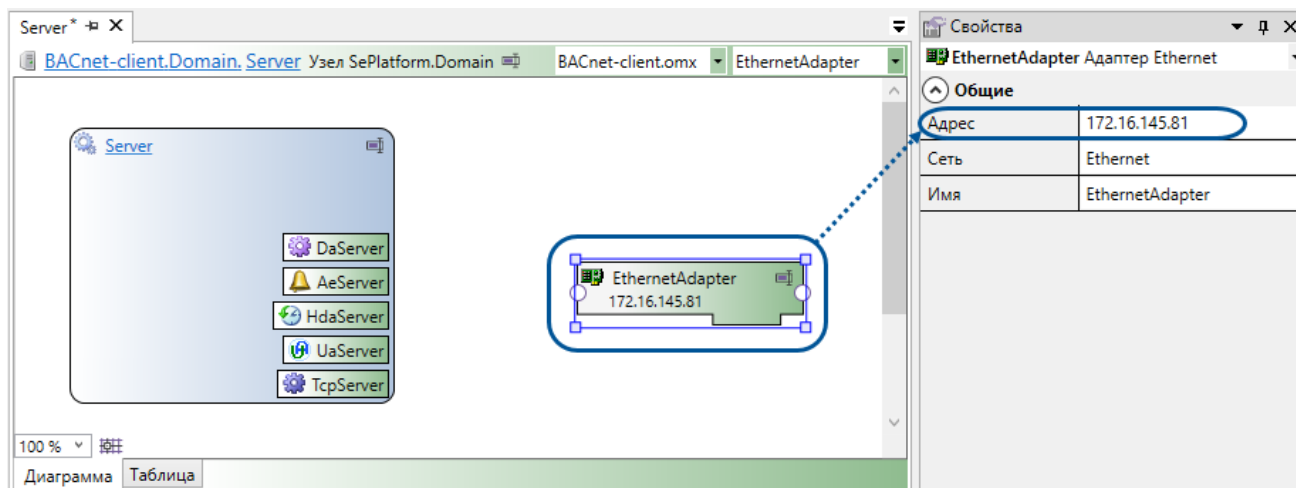 Server*
BACnet-client.Domain. Server Узел SePlatform.Domain BACnet-client.omx EthernetAdapter
Server
DaServer
AeServer
HdaServer
UaServer
TcpServer
EthernetAdapter
172.16.145.81
100 %
Диаграмма Таблица
Свойства
EthernetAdapter Адаптер Ethernet
Общие
Адрес 172.16.145.81
Сеть Ethernet
Имя EthernetAdapter